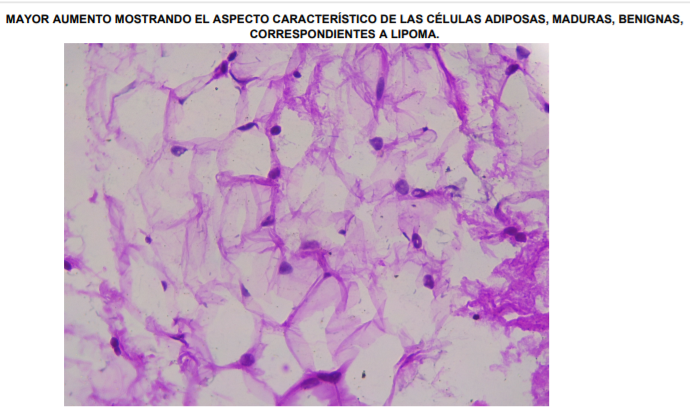 MAYOR AUMENTO MOSTRANDO EL ASPECTO CARACTERÍSTICO DE LAS CÉLULAS ADIPOSAS, MADURAS, BENIGNAS,
CORRESPONDIENTES A LIPOMA.